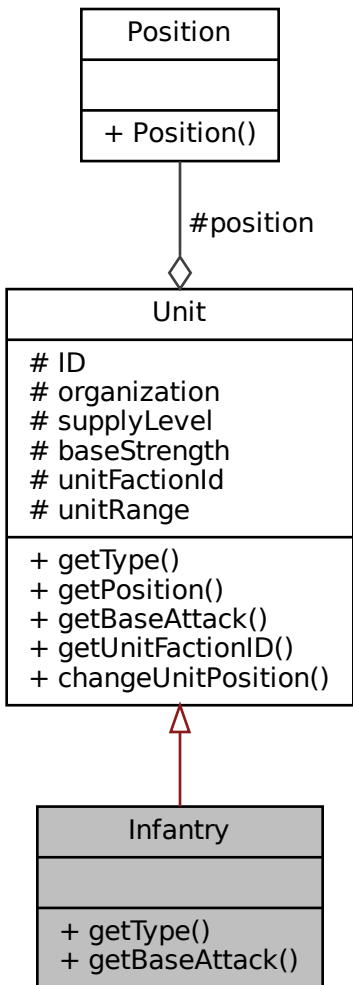 Position
+ Position()
#position
Unit
# ID
# organization
# supplyLevel
# baseStrength
# unitFactionId
# unitRange
+ getType()
+ getPosition()
+ getBaseAttack()
+ getUnitFactionID()
+ changeUnitPosition()
Infantry
+ getType()
+ getBaseAttack()